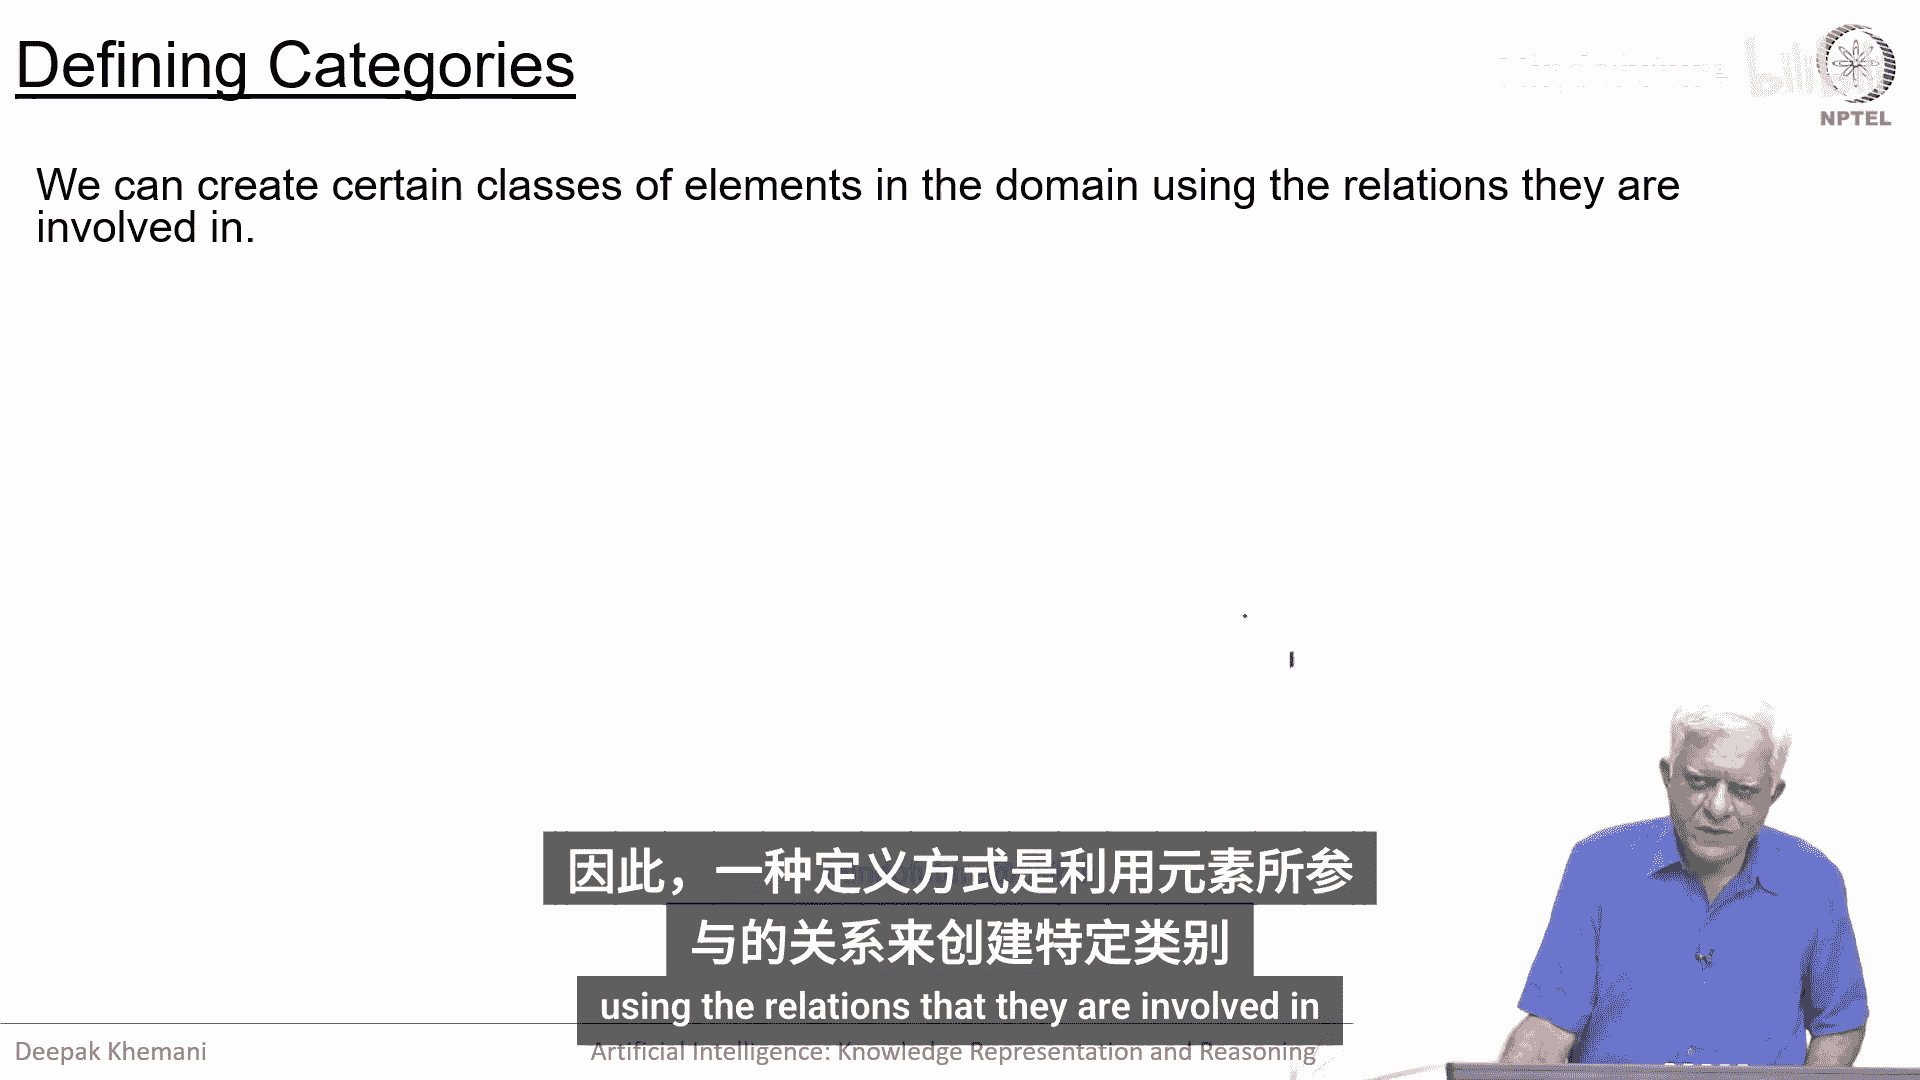 Defining Categories
NPTEL
We can create certain classes of elements in the domain using the relations they are
involved in.
因此，一种定义方式是利用元素所参
与的关系来创建特定类别
using the relations that they are involved in
Deepak Khemani
Artificial Intelligence: Knowledge Representation and Reasoning